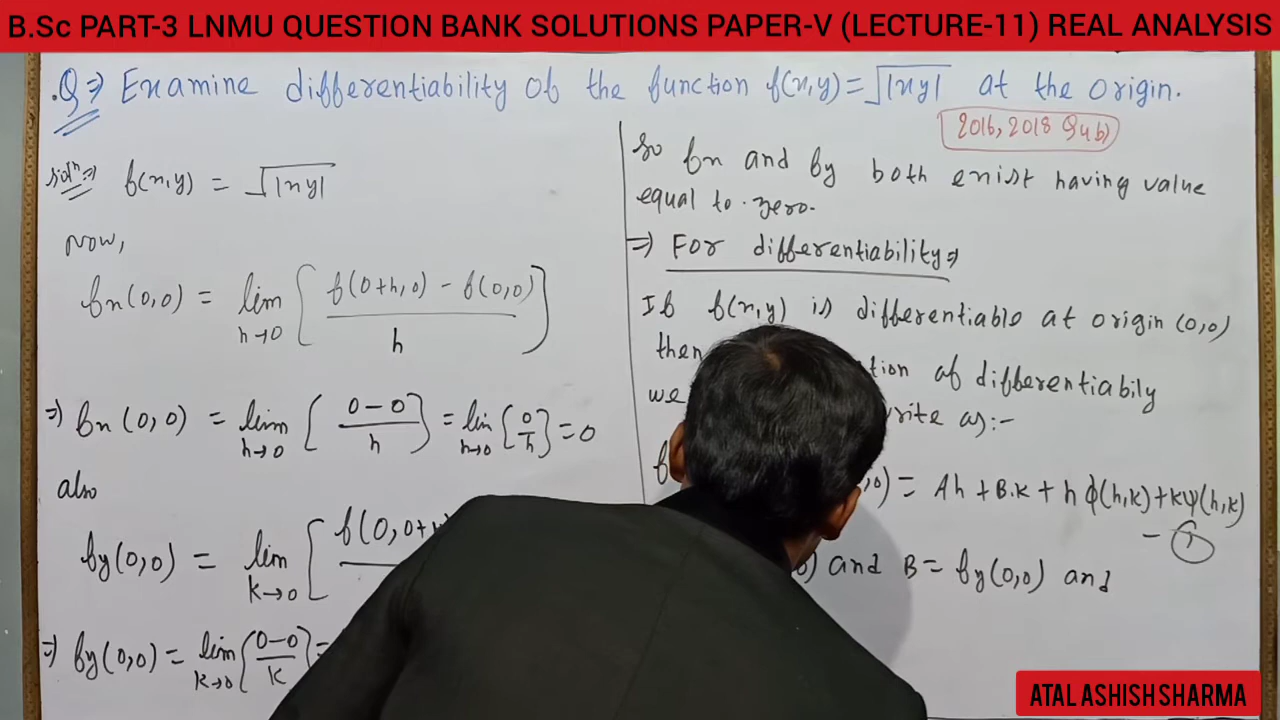 B.Sc PART-3 LNMU QUESTION BANK SOLUTIONS PAPER-V (LECTURE-11) REAL ANALYSIS
Q⇒ Examine differentiability of the function f(x,y) = √|xy| at the origin.
2016, 2018 Sub)
Solⁿ⇒ f(x,y) = √|xy|
Now,
fx(0,0) = lim h→0 [ f(0+h,0) - f(0,0) / h ]
⇒ fx(0,0) = lim h→0 [ 0-0 / h } = lim h→0 { 0/h } = 0
also
fy(0,0) = lim k→0 [ f(0,0+
⇒ fy(0,0) = lim k→0 { 0-0 / k } =
So fx and fy both exist having value
equal to zero.
⇒ For differentiability⇒
If f(x,y) is differentiable at origin (0,0)
then of differentiabily
we as:-
0) = Ah + B.k + h ϕ(h,k) + kψ(h,k)
- ①
and B = fy(0,0) and
ATAL ASHISH SHARMA